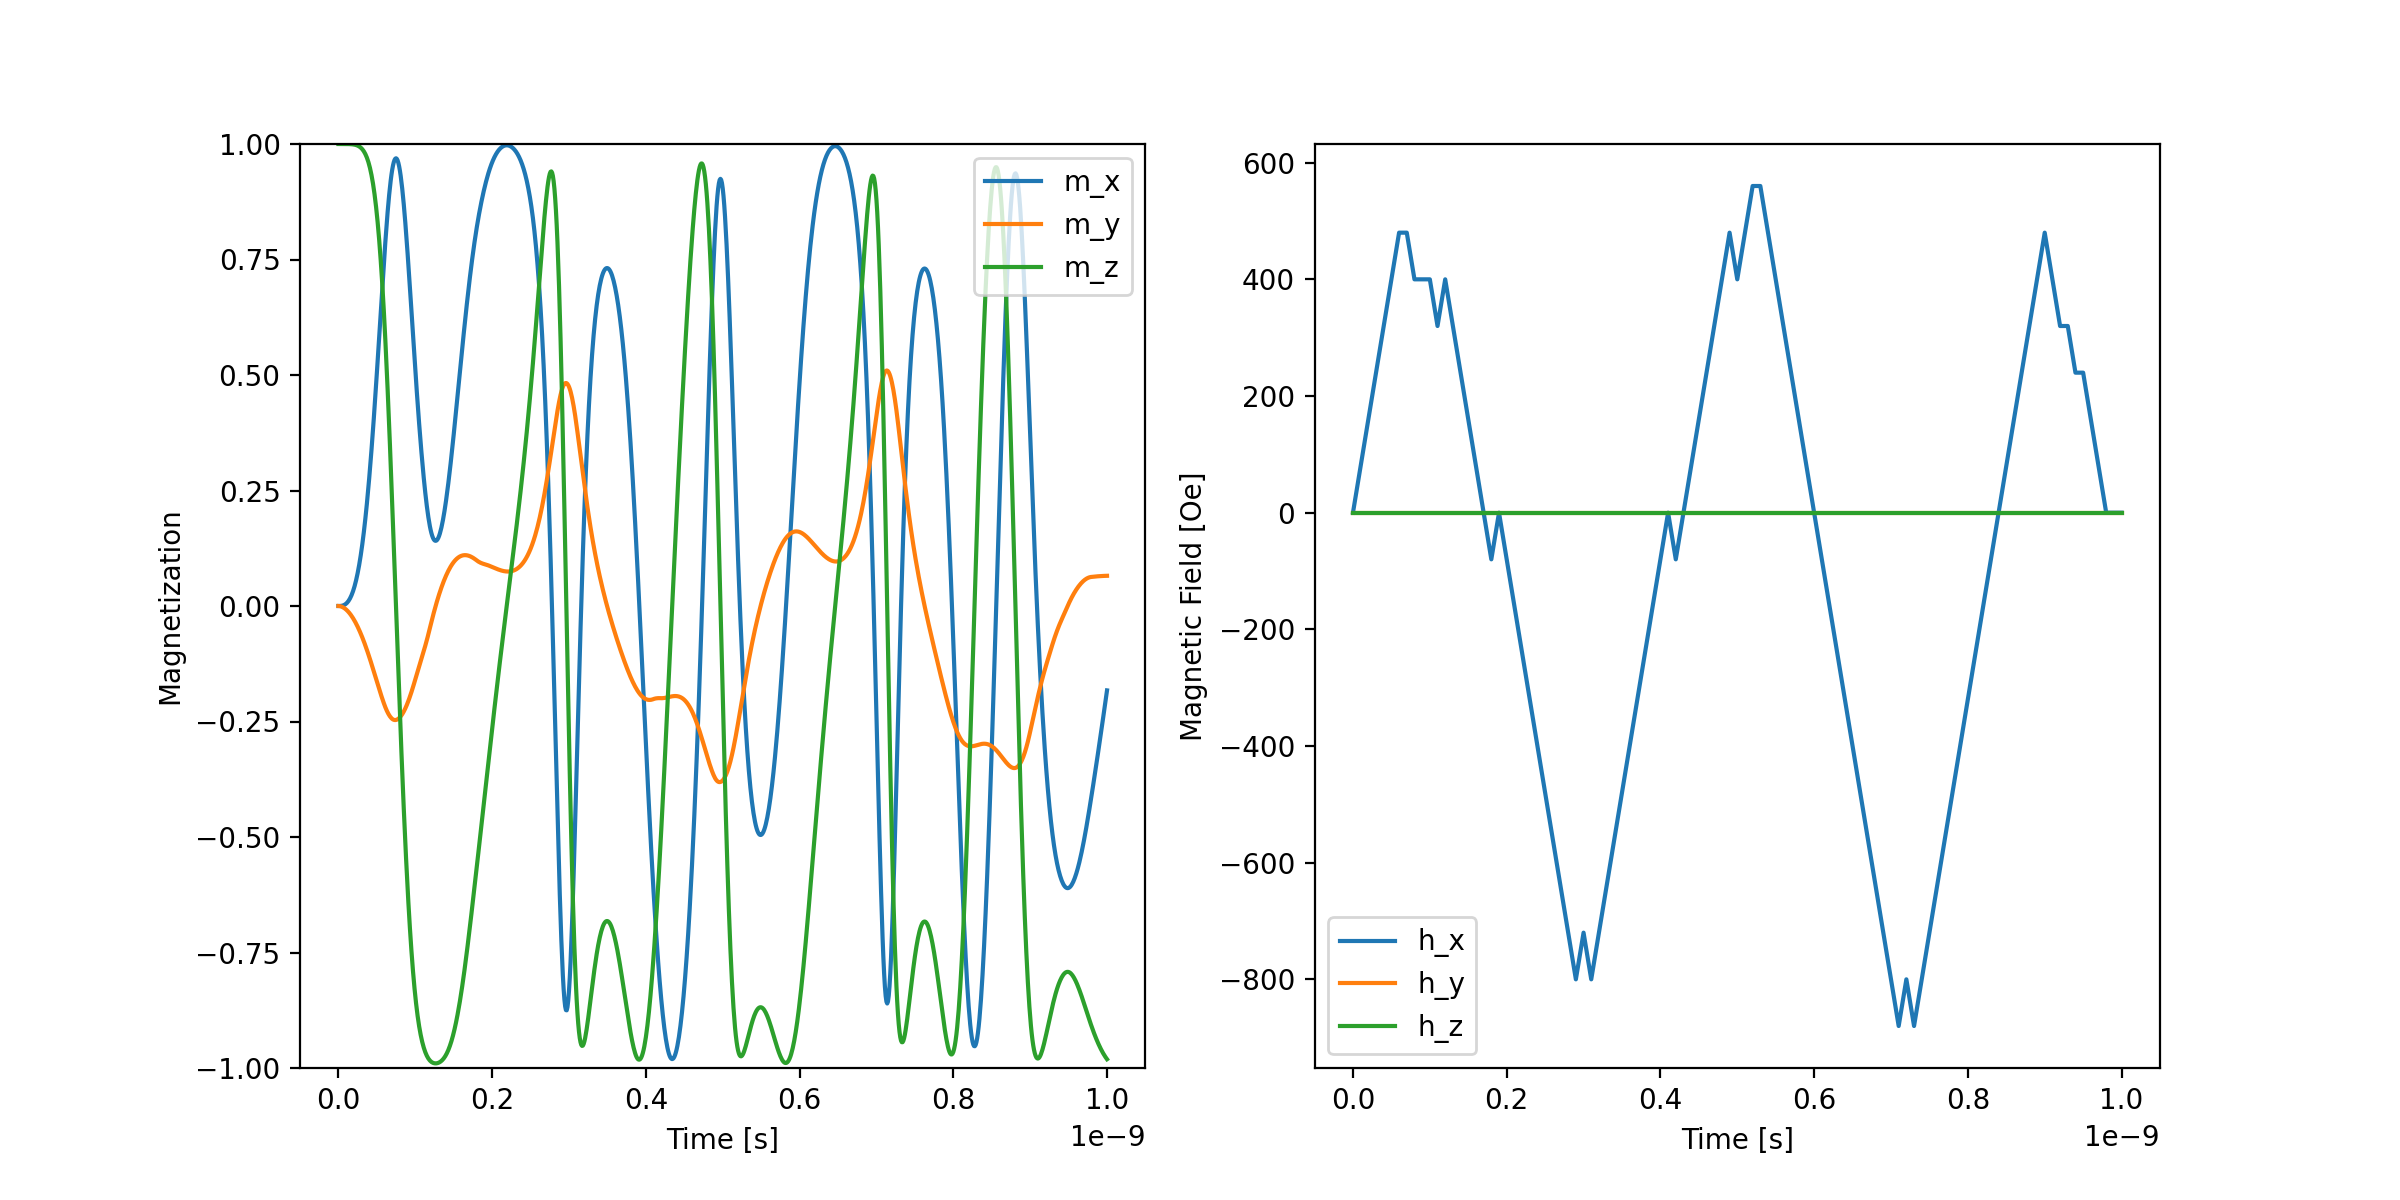 1.00
0.75
0.50
0.25
0.00
−0.25
−0.50
−0.75
−1.00
Magnetization
0.0 0.2 0.4 0.6 0.8 1.0
1e−9
Time [s]
m_x
m_y
m_z
600
400
200
0
−200
−400
−600
−800
Magnetic Field [Oe]
0.0 0.2 0.4 0.6 0.8 1.0
1e−9
Time [s]
h_x
h_y
h_z